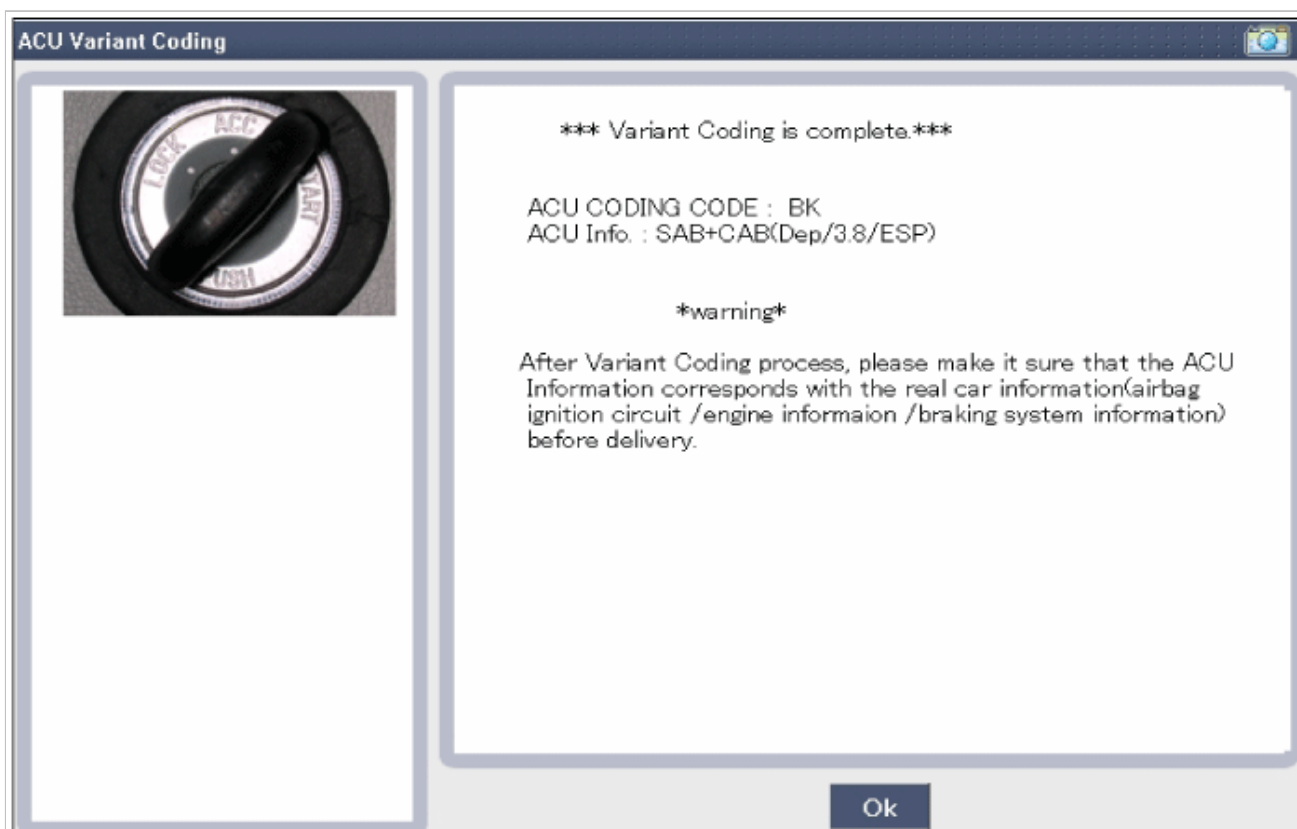 ACU Variant Coding
LOCK
ACC
PUSH
*** Variant Coding is complete.***
ACU CODING CODE : BK
ACU Info. : SAB+CAB(Dep/3.8/ESP)
*warning*
After Variant Coding process, please make it sure that the ACU
Information corresponds with the real car information(airbag
ignition circuit /engine informaion /braking system information)
before delivery.
Ok